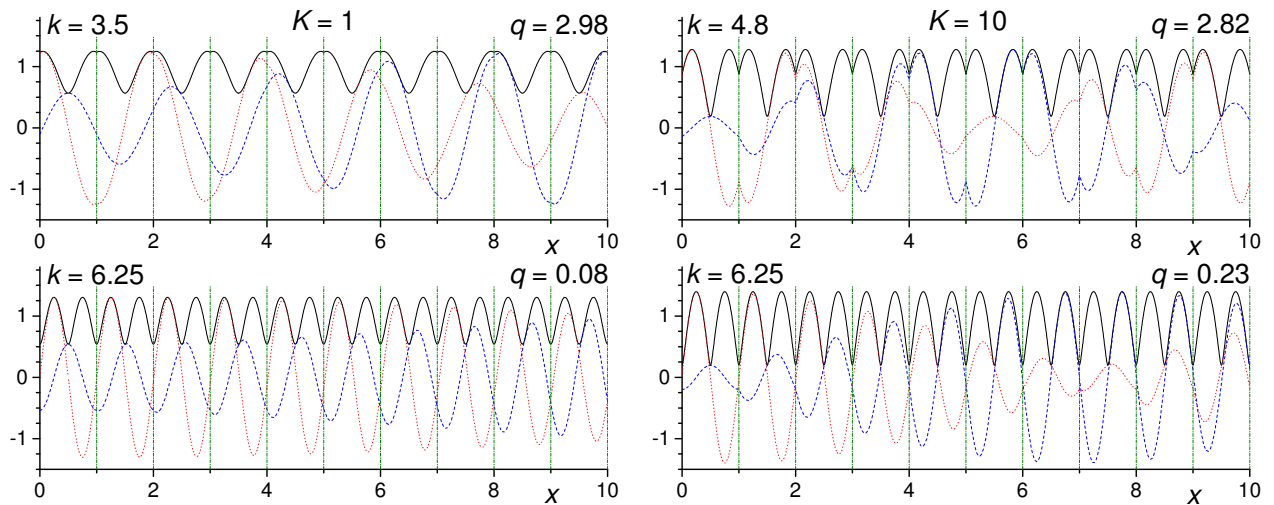 k = 3.5 K = 1 q = 2.98
1
0
-1
0 2 4 6 8 10
x
k = 4.8 K = 10 q = 2.82
1
0
-1
0 2 4 6 8 10
x
k = 6.25 q = 0.08
1
0
-1
0 2 4 6 8 10
x
k = 6.25 q = 0.23
1
0
-1
0 2 4 6 8 10
x